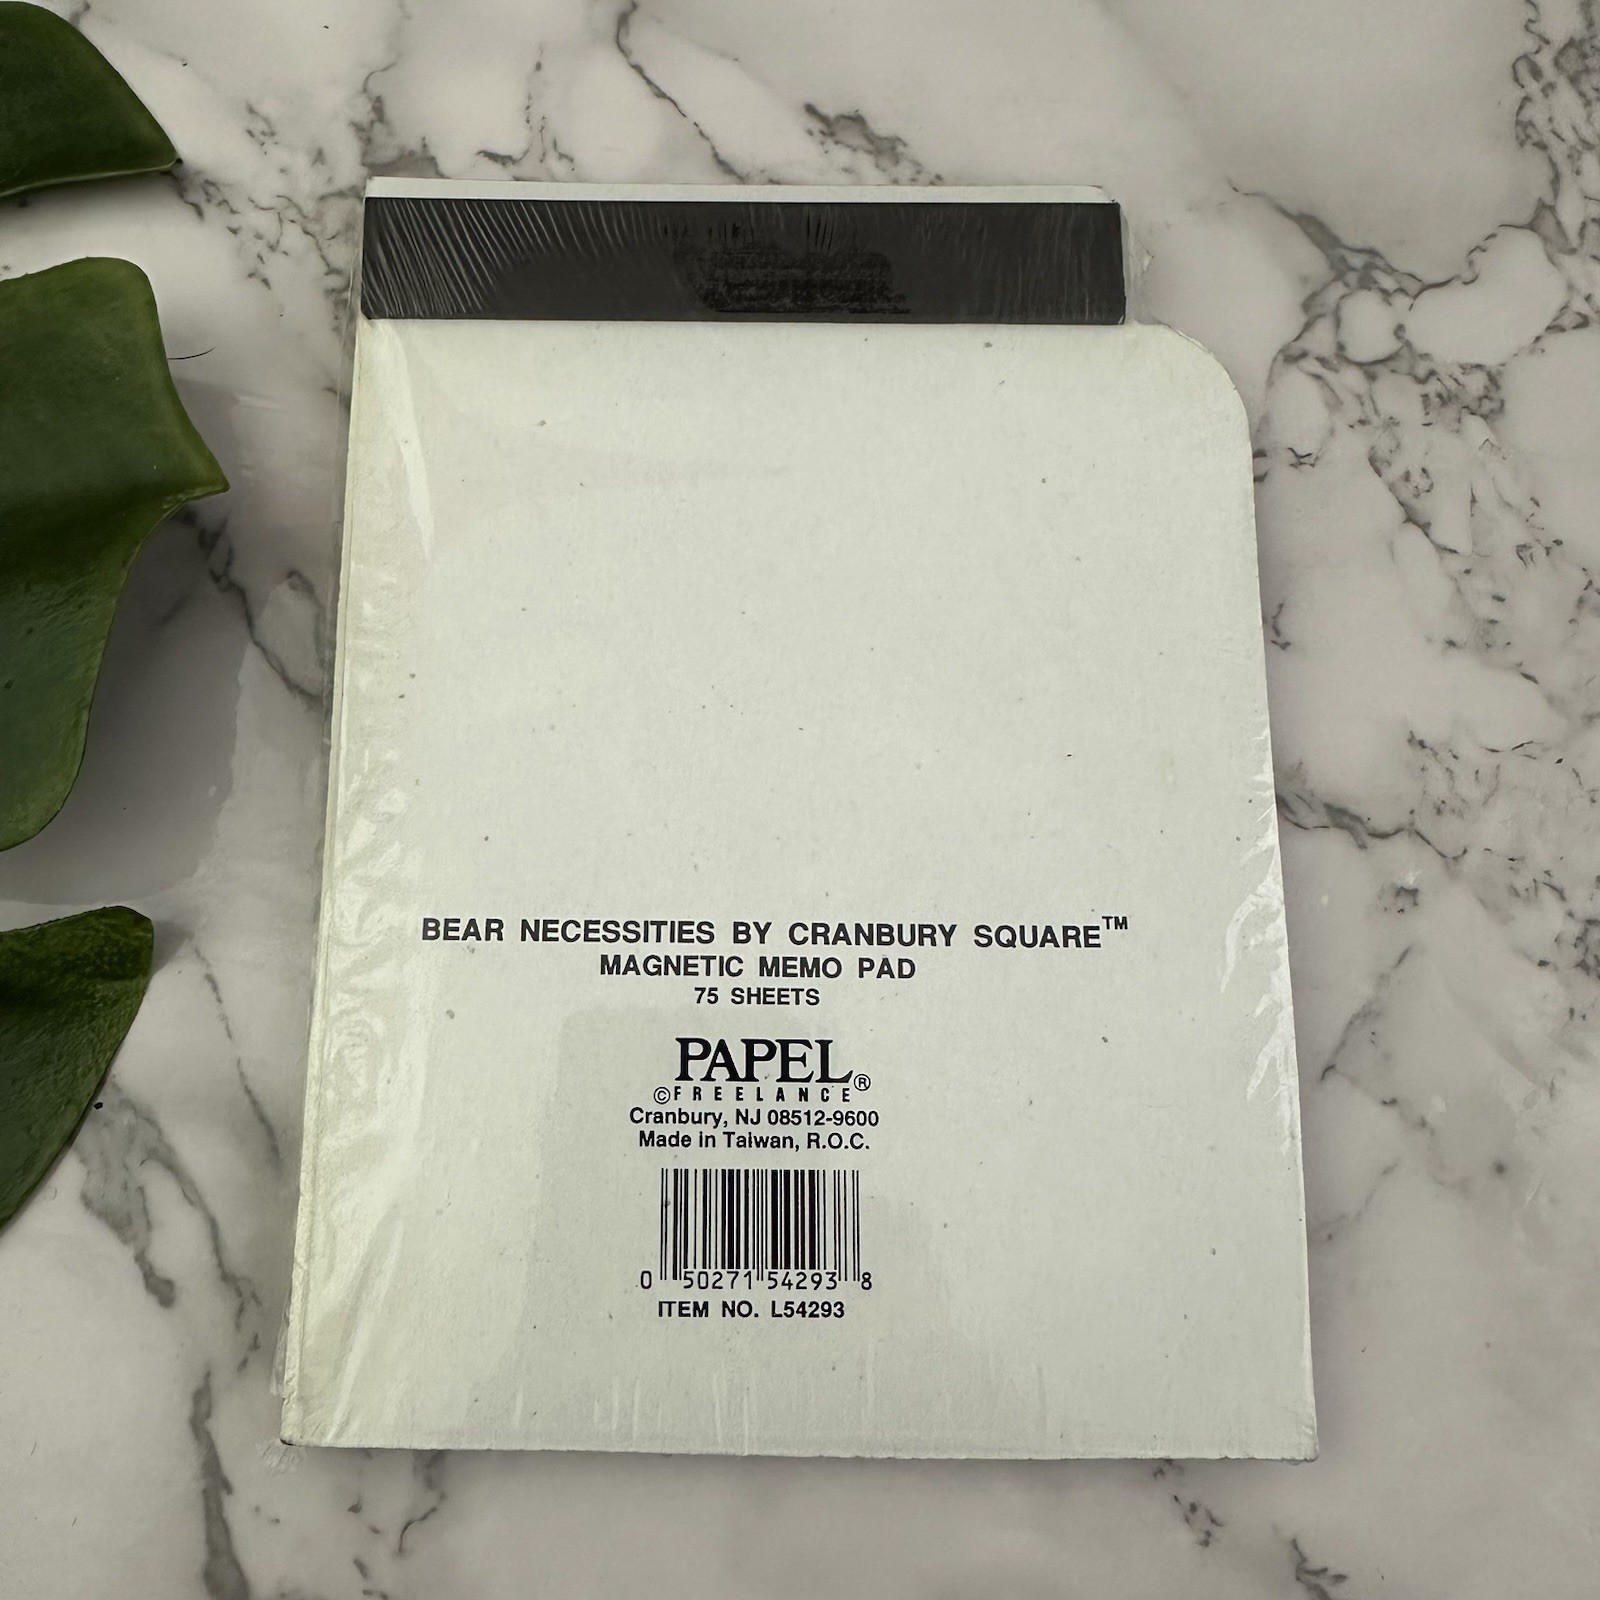 BEAR NECESSITIES BY CRANBURY SQUARE™
MAGNETIC MEMO PAD
75 SHEETS
PAPEL®
©FREELANCE
Cranbury, NJ 08512-9600
Made in Taiwan, R.O.C.
0 50271 54293 8
ITEM NO. L54293